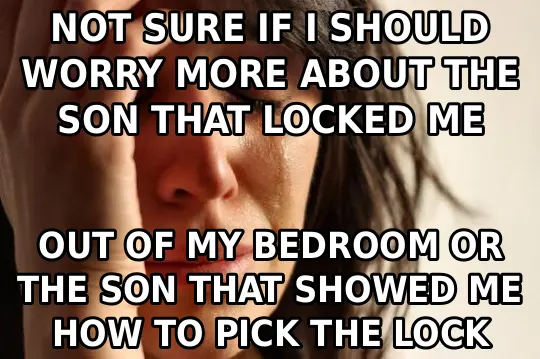 NOT SURE IF I SHOULD
WORRY MORE ABOUT THE
SON THAT LOCKED ME
OUT OF MY BEDROOM OR
THE SON THAT SHOWED ME
HOW TO PICK THE LOCK